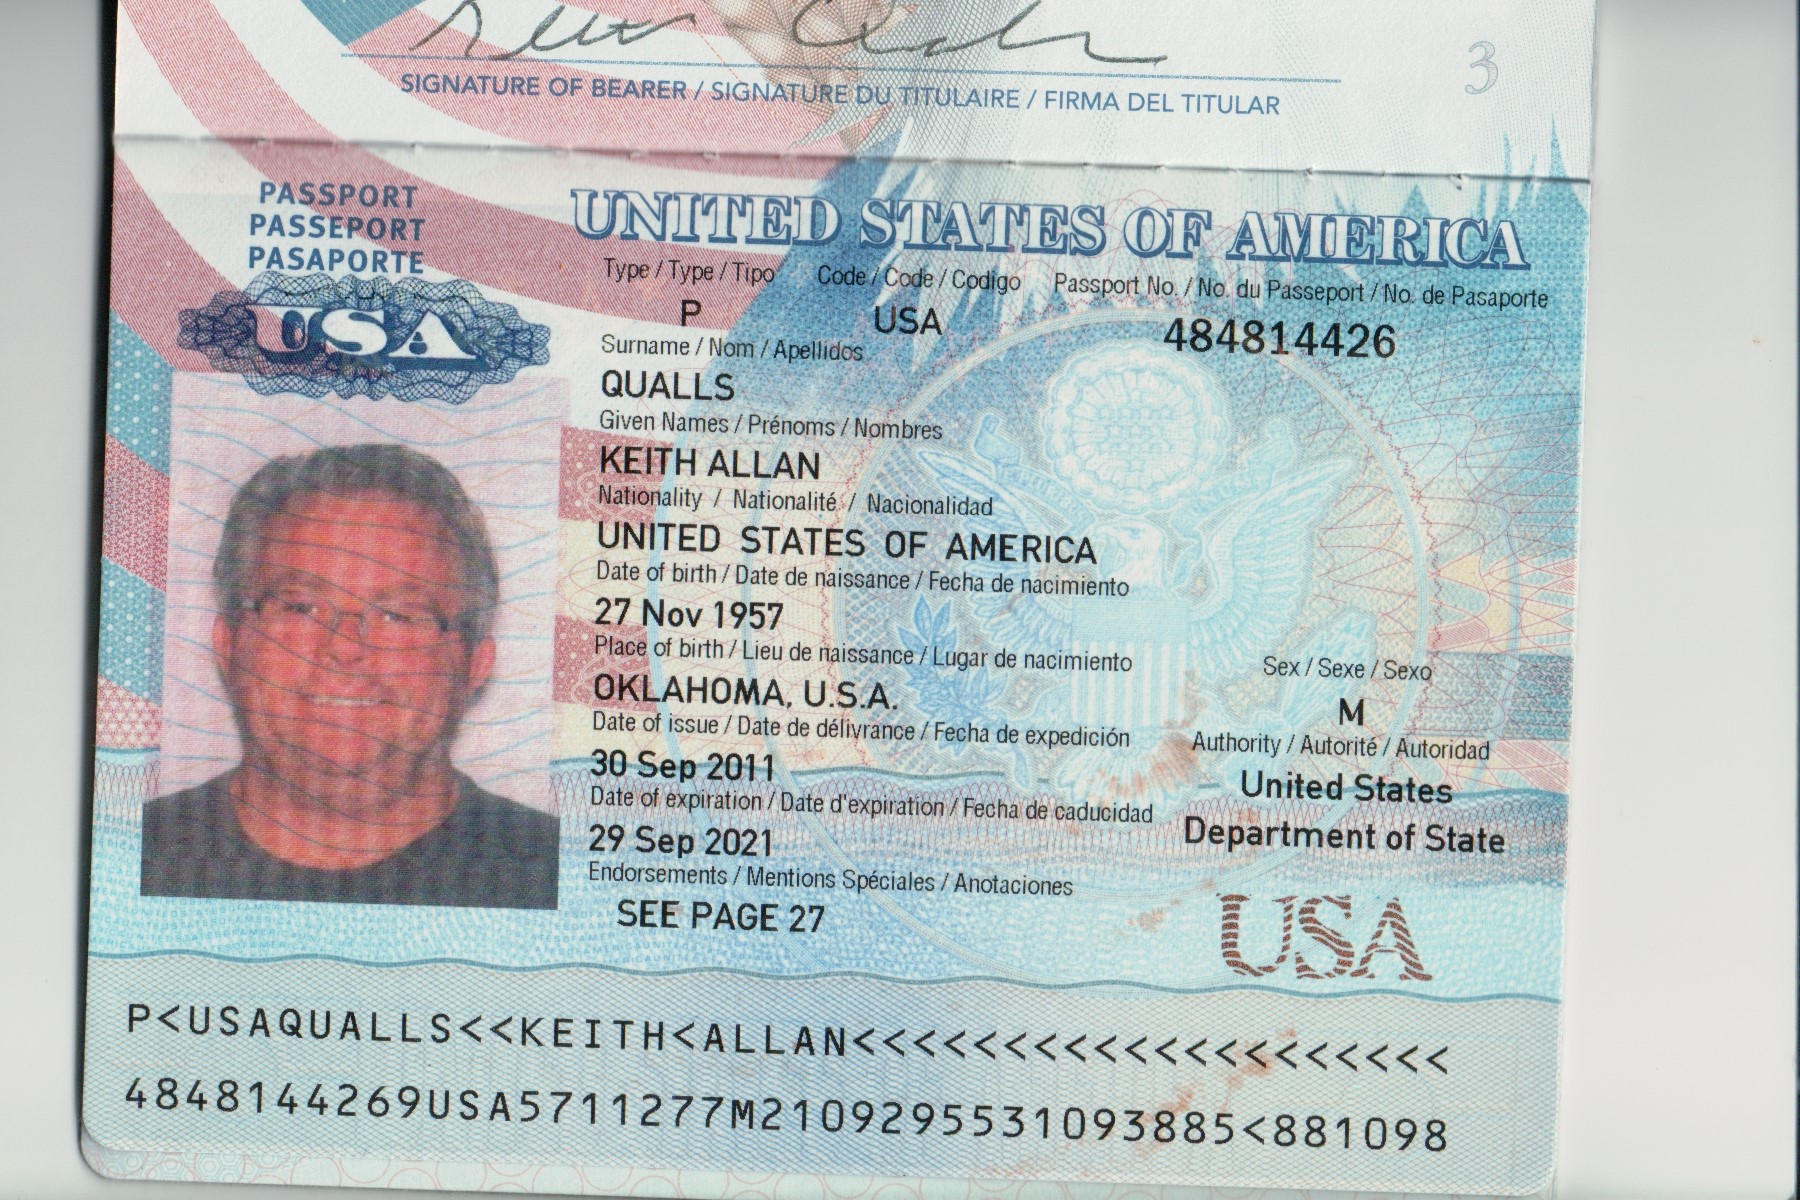 SIGNATURE OF BEARER / SIGNATURE DU TITULAIRE / FIRMA DEL TITULAR
3
PASSPORT
PASSEPORT
PASAPORTE
USA
UNITED STATES OF AMERICA
Type / Type / Tipo Code / Code / Codigo Passport No. / No. du Passeport / No. de Pasaporte
P USA 484814426
Surname / Nom / Apellidos
QUALLS
Given Names / Prénoms / Nombres
KEITH ALLAN
Nationality / Nationalité / Nacionalidad
UNITED STATES OF AMERICA
Date of birth / Date de naissance / Fecha de nacimiento
27 Nov 1957
Place of birth / Lieu de naissance / Lugar de nacimiento Sex / Sexe / Sexo
OKLAHOMA, U.S.A. M
Date of issue / Date de délivrance / Fecha de expedición Authority / Autorité / Autoridad
30 Sep 2011 United States
Date of expiration / Date d'expiration / Fecha de caducidad Department of State
29 Sep 2021
Endorsements / Mentions Spéciales / Anotaciones
SEE PAGE 27
USA
P<USAQUALLS<<KEITH<ALLAN<<<<<<<<<<<<<<<<<<<<
4848144269USA5711277M2109295531093885<881098